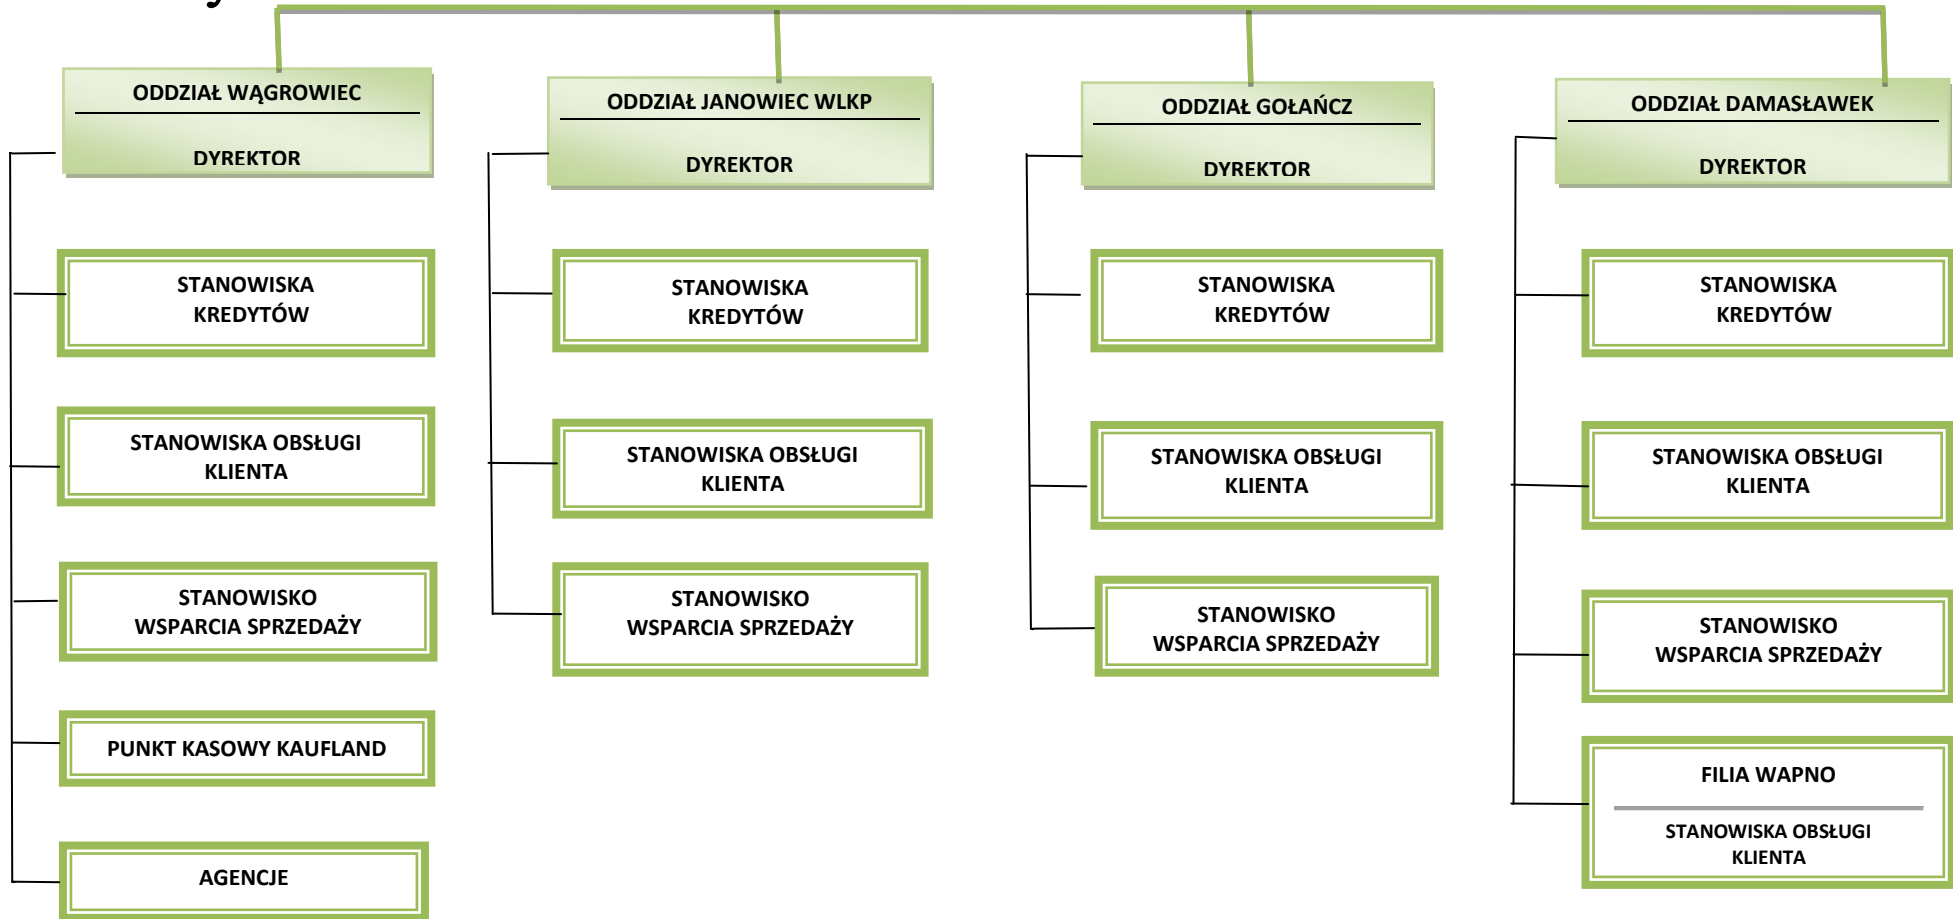 ODDZIAŁ WĄGROWIEC
DYREKTOR
STANOWISKA
KREDYTÓW
STANOWISKA OBSŁUGI
KLIENTA
STANOWISKO
WSPARCIA SPRZEDAŻY
PUNKT KASOWY KAUFLAND
AGENCJE
ODDZIAŁ JANOWIEC WLKP
DYREKTOR
STANOWISKA
KREDYTÓW
STANOWISKA OBSŁUGI
KLIENTA
STANOWISKO
WSPARCIA SPRZEDAŻY
ODDZIAŁ GOŁAŃCZ
DYREKTOR
STANOWISKA
KREDYTÓW
STANOWISKA OBSŁUGI
KLIENTA
STANOWISKO
WSPARCIA SPRZEDAŻY
ODDZIAŁ DAMASŁAWEK
DYREKTOR
STANOWISKA
KREDYTÓW
STANOWISKA OBSŁUGI
KLIENTA
STANOWISKO
WSPARCIA SPRZEDAŻY
FILIA WAPNO
STANOWISKA OBSŁUGI
KLIENTA